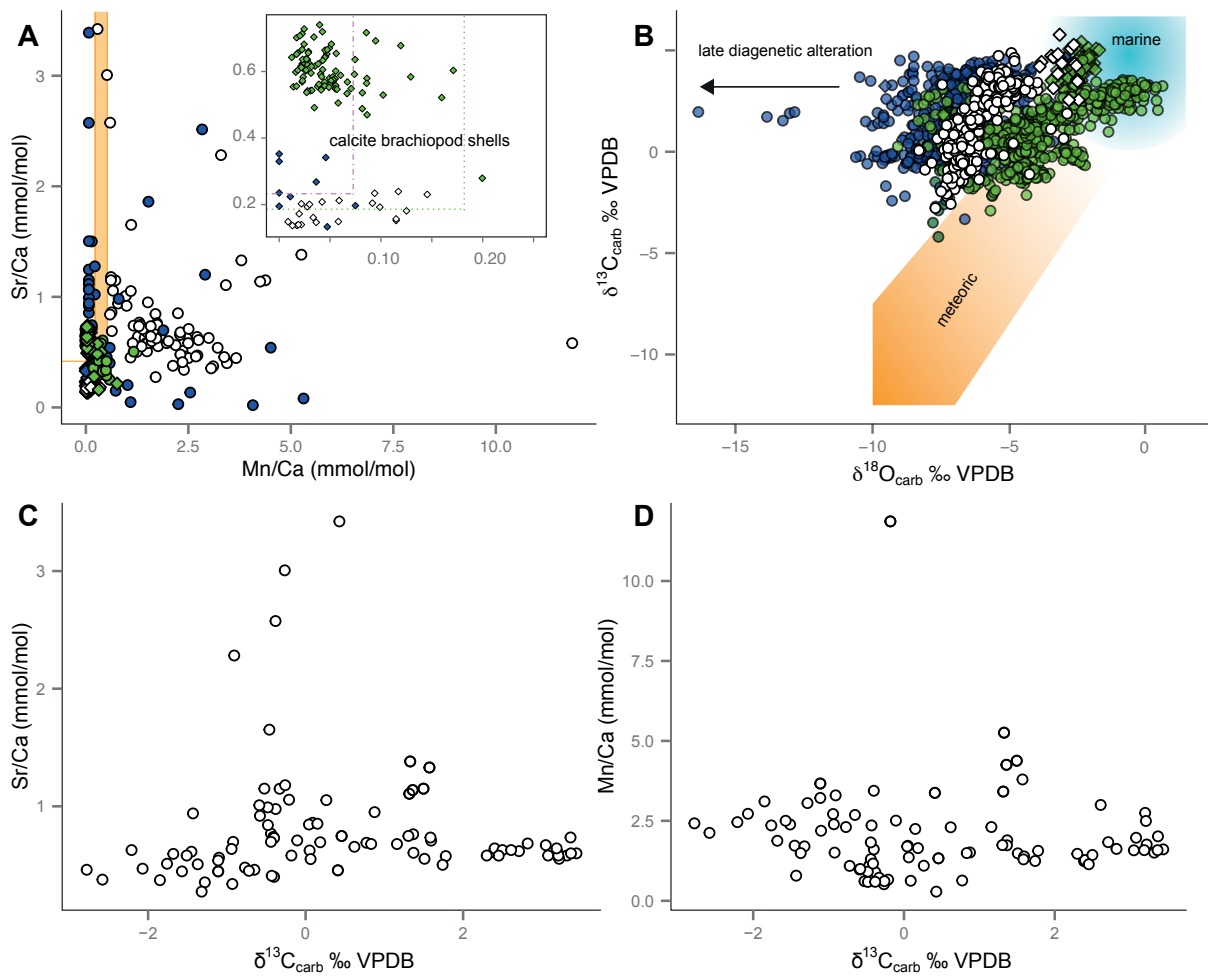 A
Sr/Ca (mmol/mol)
3
2
1
0
0.0
2.5
5.0
7.5
10.0
Mn/Ca (mmol/mol)
0.6
0.4
0.2
0.10
0.20
calcite brachiopod shells
B
late diagenetic alteration
marine
meteoric
δ13Ccarb ‰ VPDB
0
−5
−10
−15
−10
−5
0
δ18Ocarb ‰ VPDB
C
Sr/Ca (mmol/mol)
3
2
1
−2
0
2
δ13Ccarb ‰ VPDB
D
Mn/Ca (mmol/mol)
10.0
7.5
5.0
2.5
0.0
−2
0
2
δ13Ccarb ‰ VPDB